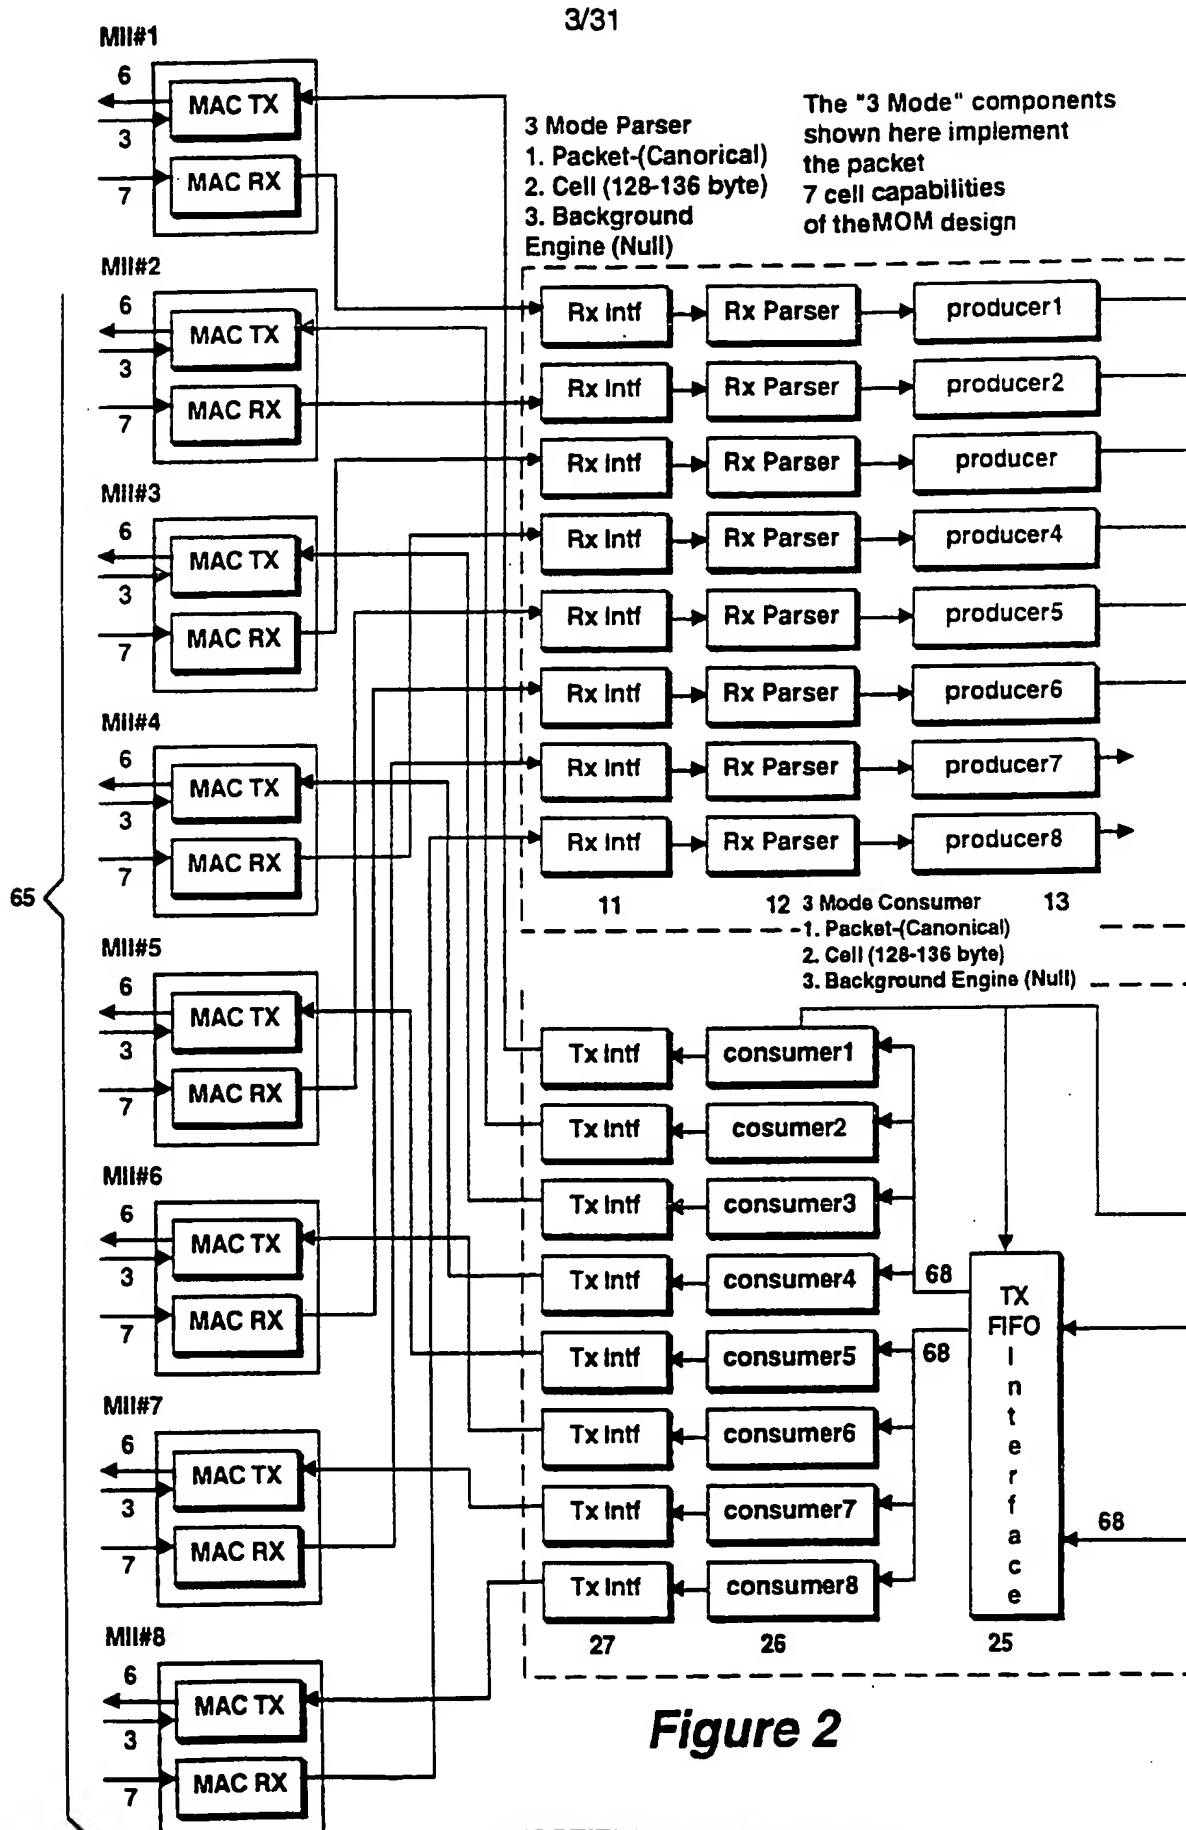 3/31
MII#1
6
MAC TX
3
MAC RX
7
3 Mode Parser
1. Packet-(Canorical)
2. Cell (128-136 byte)
3. Background
Engine (Null)
The "3 Mode" components
shown here implement
the packet
7 cell capabilities
of theMOM design
MII#2
6
MAC TX
3
MAC RX
7
MII#3
6
MAC TX
3
MAC RX
7
MII#4
6
MAC TX
3
MAC RX
7
65
MII#5
6
MAC TX
3
MAC RX
7
MII#6
6
MAC TX
3
MAC RX
7
MII#7
6
MAC TX
3
MAC RX
7
MII#8
6
MAC TX
3
MAC RX
7
Rx Intf Rx Parser producer1
Rx Intf Rx Parser producer2
Rx Intf Rx Parser producer
Rx Intf Rx Parser producer4
Rx Intf Rx Parser producer5
Rx Intf Rx Parser producer6
Rx Intf Rx Parser producer7
Rx Intf Rx Parser producer8
11 12 13
3 Mode Consumer
1. Packet-(Canonical)
2. Cell (128-136 byte)
3. Background Engine (Null)
Tx Intf consumer1
Tx Intf cosumer2
Tx Intf consumer3
Tx Intf consumer4
68
Tx Intf consumer5
68
Tx Intf consumer6
Tx Intf consumer7
Tx Intf consumer8
TX
FIFO
I
n
t
e
r
f
a
c
e
68
27 26 25
Figure 2